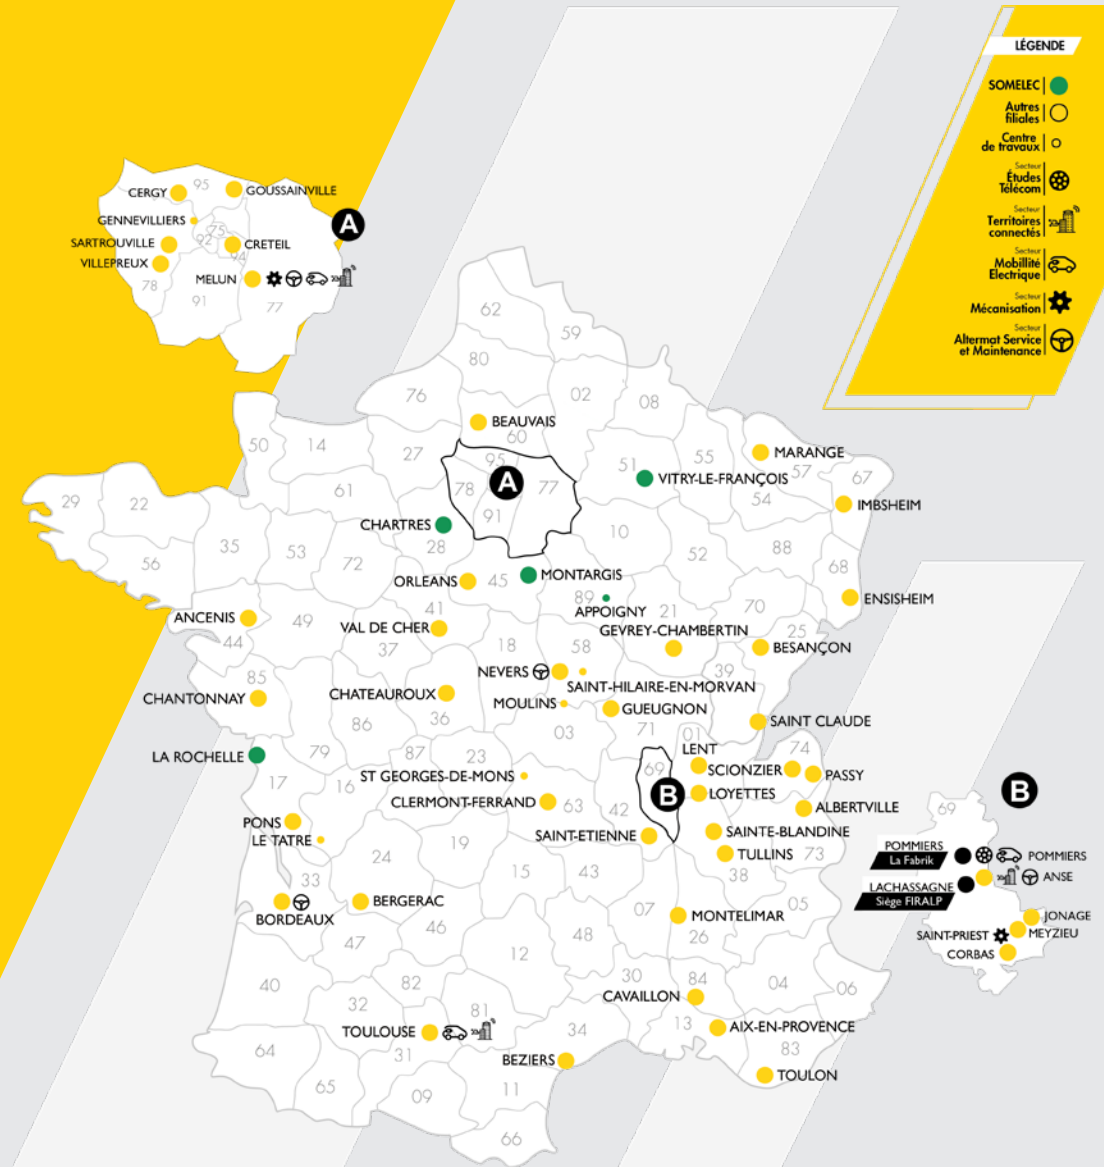 LÉGENDE
SOMELEC
Autres
filiales
Centre
de travaux
Secteur
Études
Télécom
Secteur
Territoires
connectés
Secteur
Mobillité
Electrique
Secteur
Mécanisation
Secteur
Altermat Service
et Maintenance
A
CERGY
95
GOUSSAINVILLE
GENNEVILLIERS
75
92
SARTROUVILLE
CRETEIL
94
VILLEPREUX
MELUN
78
91
77
62
59
80
76
02
08
BEAUVAIS
60
50
14
27
51
55
MARANGE
57
67
95
VITRY-LE-FRANÇOIS
A
78
77
61
54
IMBSHEIM
29
22
91
CHARTRES
28
10
35
53
72
52
88
56
68
ORLEANS
45
MONTARGIS
89
APPOIGNY
ENSISHEIM
41
21
70
ANCENIS
49
VAL DE CHER
GEVREY-CHAMBERTIN
25
44
37
18
58
BESANÇON
NEVERS
39
85
SAINT-HILAIRE-EN-MORVAN
CHANTONNAY
CHATEAUROUX
MOULINS
GUEUGNON
36
86
03
71
SAINT CLAUDE
01
79
87
23
LENT
74
LA ROCHELLE
69
SCIONZIER
PASSY
17
16
ST GEORGES-DE-MONS
B
LOYETTES
CLERMONT-FERRAND
63
42
ALBERTVILLE
PONS
SAINT-ETIENNE
SAINTE-BLANDINE
LE TATRE
19
TULLINS
73
24
15
43
38
33
BERGERAC
07
05
BORDEAUX
MONTELIMAR
46
47
48
26
12
40
82
30
84
04
06
32
81
CAVAILLON
TOULOUSE
34
13
AIX-EN-PROVENCE
64
31
83
BEZIERS
TOULON
65
09
11
66
B
69
POMMIERS
La Fabrik
POMMIERS
ANSE
LACHASSAGNE
Siège FIRALP
JONAGE
SAINT-PRIEST
MEYZIEU
CORBAS